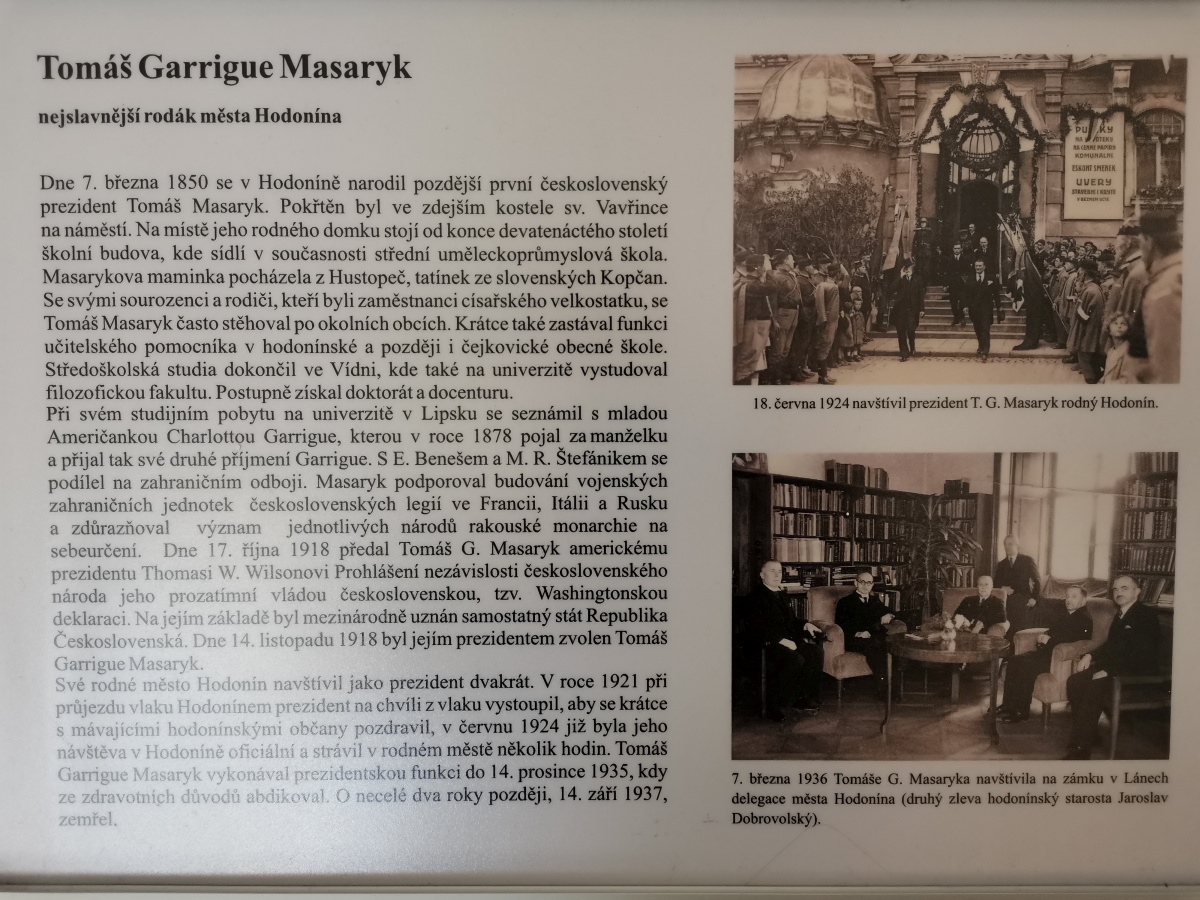 Tomáš Garrigue Masaryk
nejslavnější rodák města Hodonína
Dne 7. března 1850 se v Hodoníně narodil pozdější první československý
prezident Tomáš Masaryk. Pokřtěn byl ve zdejším kostele sv. Vavřince
na náměstí. Na místě jeho rodného domku stojí od konce devatenáctého století
školní budova, kde sídlí v současnosti střední uměleckoprůmyslová škola.
Masarykova maminka pocházela z Hustopeč, tatínek ze slovenských Kopčan.
Se svými sourozenci a rodiči, kteří byli zaměstnanci císařského velkostatku, se
Tomáš Masaryk často stěhoval po okolních obcích. Krátce také zastával funkci
učitelského pomocníka v hodonínské a později i čejkovické obecné škole.
Středoškolská studia dokončil ve Vídni, kde také na univerzitě vystudoval
filozofickou fakultu. Postupně získal doktorát a docenturu.
Při svém studijním pobytu na univerzitě v Lipsku se seznámil s mladou
Američankou Charlottou Garrigue, kterou v roce 1878 pojal za manželku
a přijal tak své druhé příjmení Garrigue. S E. Benešem a M. R. Štefánikem se
podílel na zahraničním odboji. Masaryk podporoval budování vojenských
zahraničních jednotek československých legií ve Francii, Itálii a Rusku
a zdůrazňoval význam jednotlivých národů rakouské monarchie na
sebeurčení. Dne 17. října 1918 předal Tomáš G. Masaryk americkému
prezidentu Thomasi W. Wilsonovi Prohlášení nezávislosti československého
národa jeho prozatímní vládou československou, tzv. Washingtonskou
deklaraci. Na jejím základě byl mezinárodně uznán samostatný stát Republika
Československá. Dne 14. listopadu 1918 byl jejím prezidentem zvolen Tomáš
Garrigue Masaryk.
Své rodné město Hodonín navštívil jako prezident dvakrát. V roce 1921 při
průjezdu vlaku Hodonínem prezident na chvíli z vlaku vystoupil, aby se krátce
s mávajícími hodonínskými občany pozdravil, v červnu 1924 již byla jeho
návštěva v Hodoníně oficiální a strávil v rodném městě několik hodin. Tomáš
Garrigue Masaryk vykonával prezidentskou funkci do 14. prosince 1935, kdy
ze zdravotních důvodů abdikoval. O necelé dva roky později, 14. září 1937,
zemřel.
NA CENNÉ PAPÍRY
KOMUNÁLNÍ
ESKONT SMĚNEK
ÚVĚRY
18. června 1924 navštívil prezident T. G. Masaryk rodný Hodonín.
7. března 1936 Tomáše G. Masaryka navštívila na zámku v Lánech
delegace města Hodonína (druhý zleva hodonínský starosta Jaroslav
Dobrovolský).